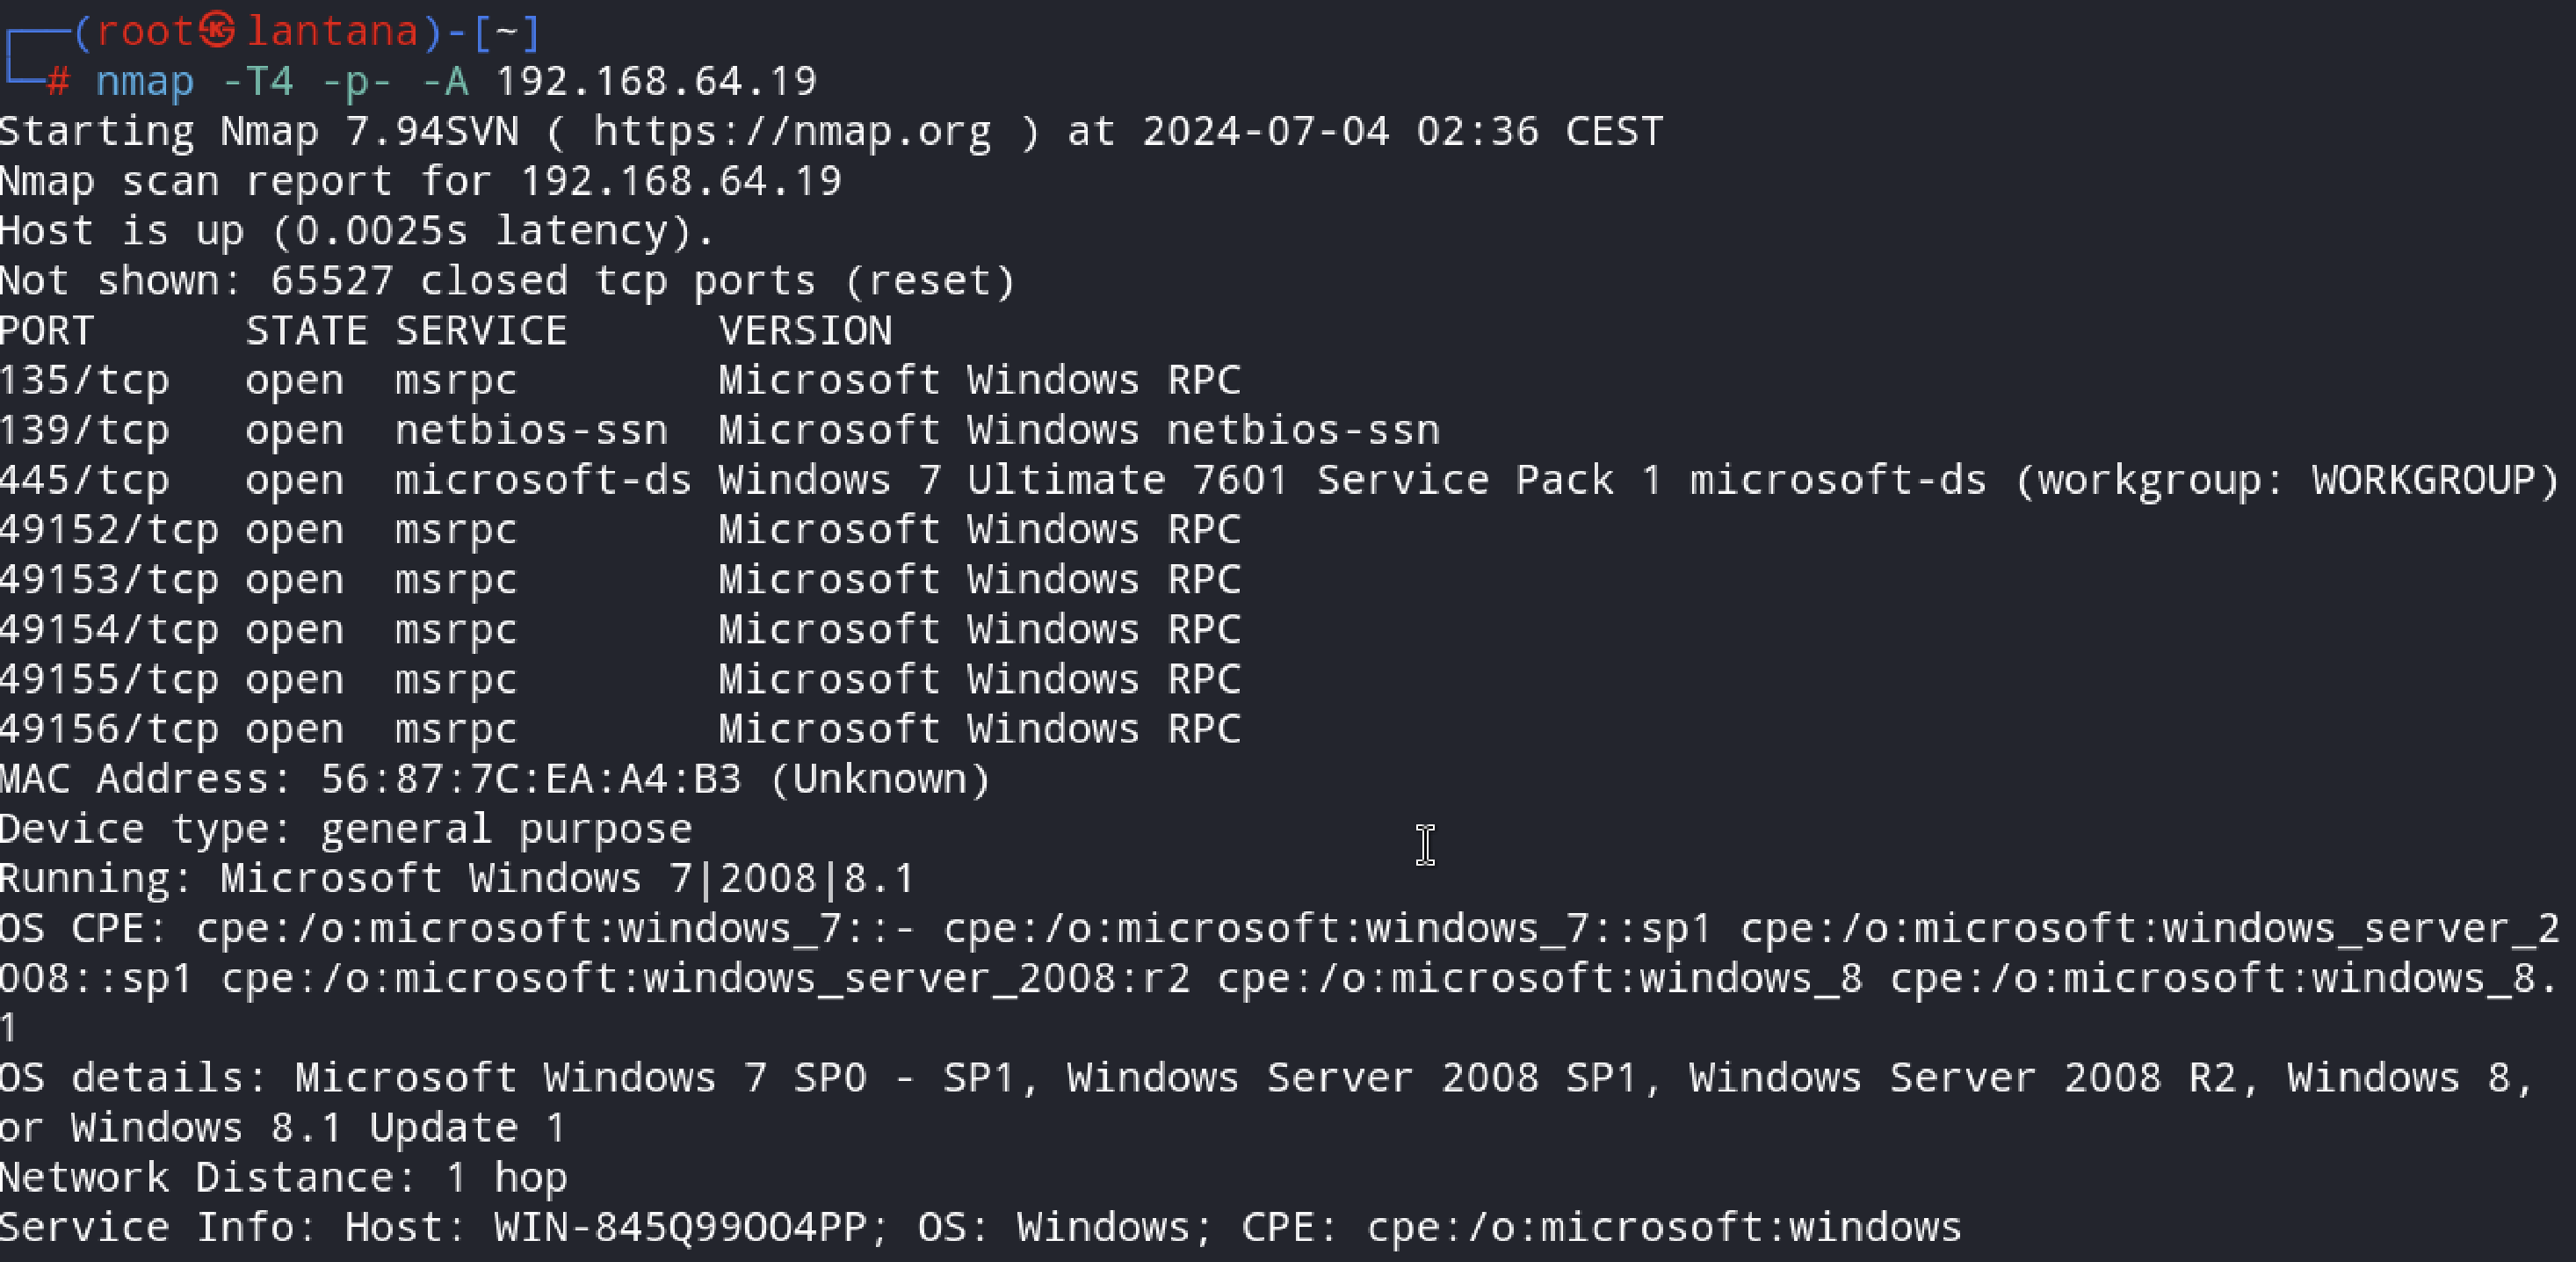 ┌──(root㉿lantana)-[~]
└─# nmap -T4 -p- -A 192.168.64.19
Starting Nmap 7.94SVN ( https://nmap.org ) at 2024-07-04 02:36 CEST
Nmap scan report for 192.168.64.19
Host is up (0.0025s latency).
Not shown: 65527 closed tcp ports (reset)
PORT      STATE SERVICE      VERSION
135/tcp   open  msrpc        Microsoft Windows RPC
139/tcp   open  netbios-ssn  Microsoft Windows netbios-ssn
445/tcp   open  microsoft-ds Windows 7 Ultimate 7601 Service Pack 1 microsoft-ds (workgroup: WORKGROUP)
49152/tcp open  msrpc        Microsoft Windows RPC
49153/tcp open  msrpc        Microsoft Windows RPC
49154/tcp open  msrpc        Microsoft Windows RPC
49155/tcp open  msrpc        Microsoft Windows RPC
49156/tcp open  msrpc        Microsoft Windows RPC
MAC Address: 56:87:7C:EA:A4:B3 (Unknown)
Device type: general purpose
Running: Microsoft Windows 7|2008|8.1
OS CPE: cpe:/o:microsoft:windows_7::- cpe:/o:microsoft:windows_7::sp1 cpe:/o:microsoft:windows_server_2
008::sp1 cpe:/o:microsoft:windows_server_2008:r2 cpe:/o:microsoft:windows_8 cpe:/o:microsoft:windows_8.
1
OS details: Microsoft Windows 7 SP0 - SP1, Windows Server 2008 SP1, Windows Server 2008 R2, Windows 8,
or Windows 8.1 Update 1
Network Distance: 1 hop
Service Info: Host: WIN-845Q99OO4PP; OS: Windows; CPE: cpe:/o:microsoft:windows